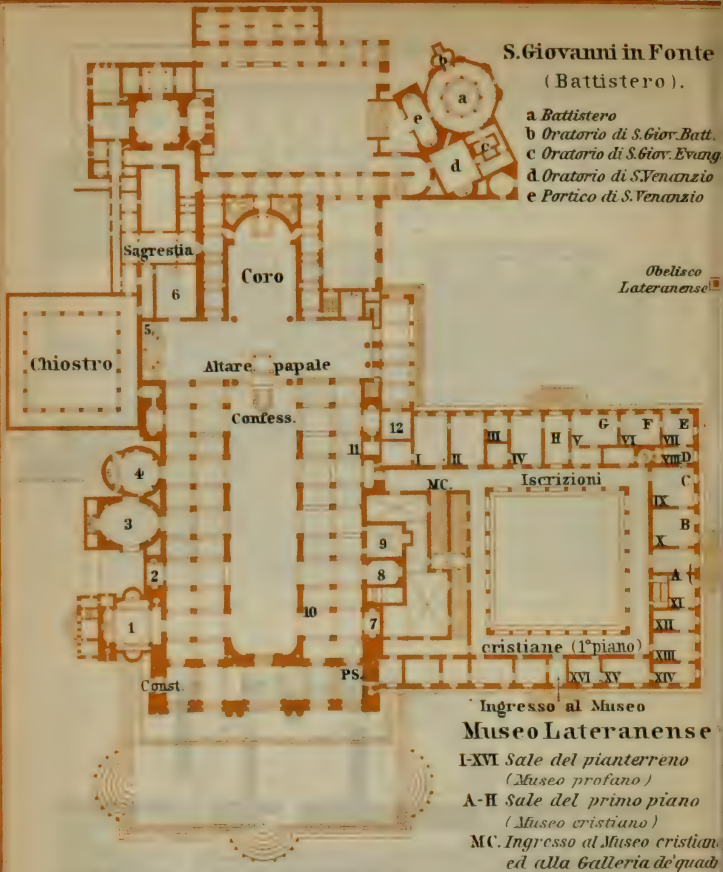 S. Giovanni in Fonte
(Battistero).
a Battistero
b Oratorio di S. Giov. Batt.
c Oratorio di S. Giov. Evang
d Oratorio di S. Venanzio
e Portico di S. Venanzio
b
a
e
c
d
Obelisco
Lateranense
Sagrestia
Coro
6
5.
Chiostro
Altare papale
Confess.
4
3
2
1
11
12
10
9
8
7
Const.
PS.
MC.
I
II
III
IV
H
V
G
VI
F
VII
E
VIII
D
C
IX
B
X
A
XI
XII
XIII
XIV
XV
XVI
Iscrizioni
cristiane (1º piano)
Ingresso al Museo
Museo Lateranense
I-XVI Sale del pianterreno
(Museo profano)
A-H Sale del primo piano
(Museo cristiano)
MC. Ingresso al Museo cristian
ed alla Galleria de' quad